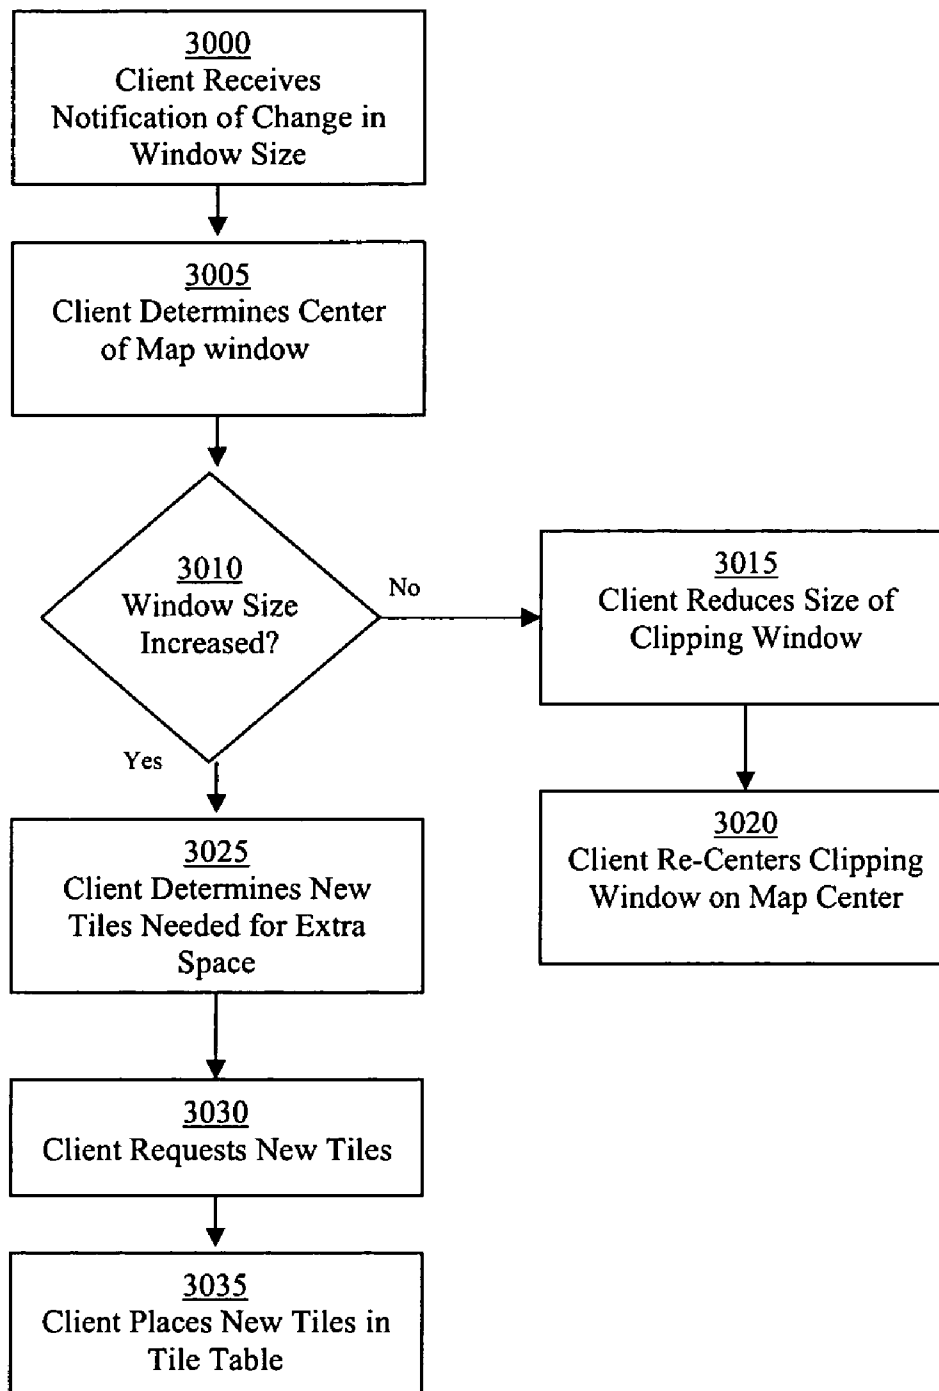 3000
Client Receives
Notification of Change in
Window Size
3005
Client Determines Center
of Map window
3010
Window Size
Increased?
No
Yes
3015
Client Reduces Size of
Clipping Window
3020
Client Re-Centers Clipping
Window on Map Center
3025
Client Determines New
Tiles Needed for Extra
Space
3030
Client Requests New Tiles
3035
Client Places New Tiles in
Tile Table